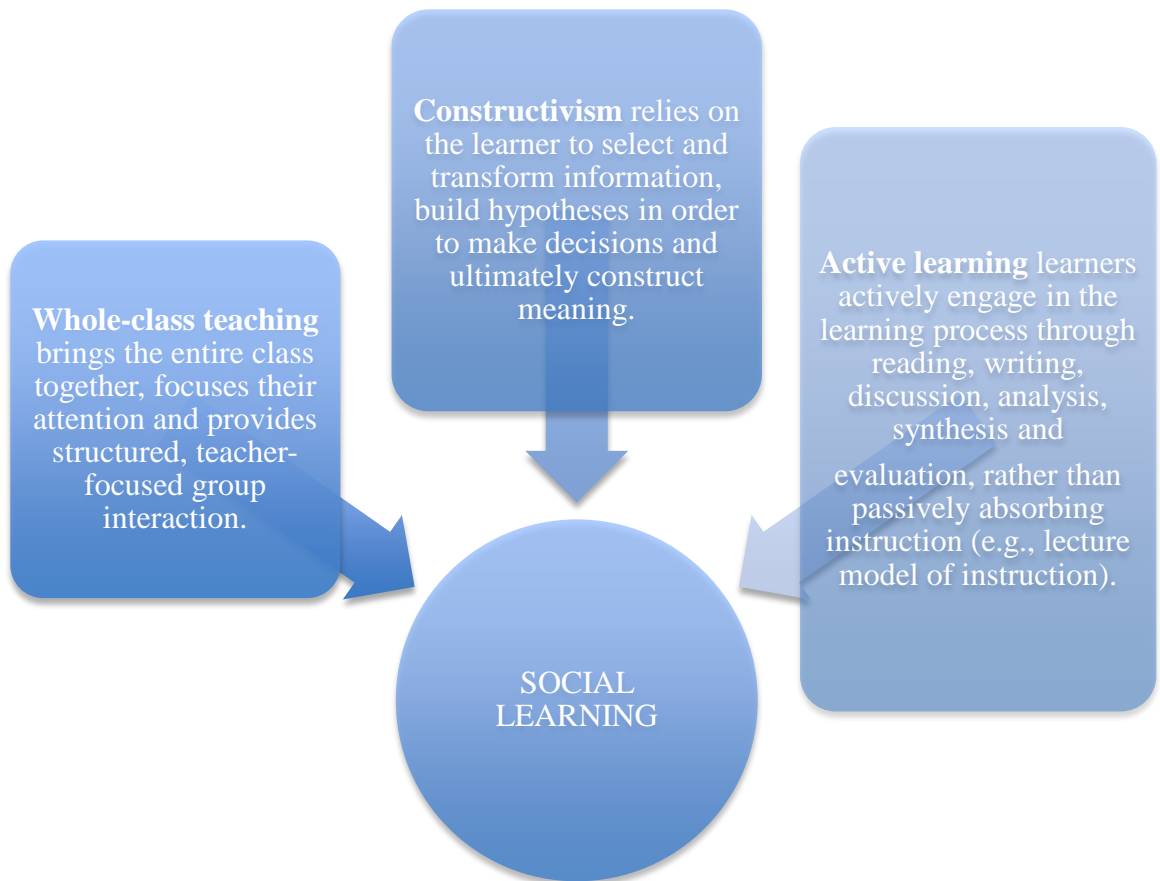 Whole-class teaching
brings the entire class
together, focuses their
attention and provides
structured, teacher-
focused group
interaction.
Constructivism relies on
the learner to select and
transform information,
build hypotheses in order
to make decisions and
ultimately construct
meaning.
Active learning learners
actively engage in the
learning process through
reading, writing,
discussion, analysis,
synthesis and
evaluation, rather than
passively absorbing
instruction (e.g., lecture
model of instruction).
SOCIAL
LEARNING